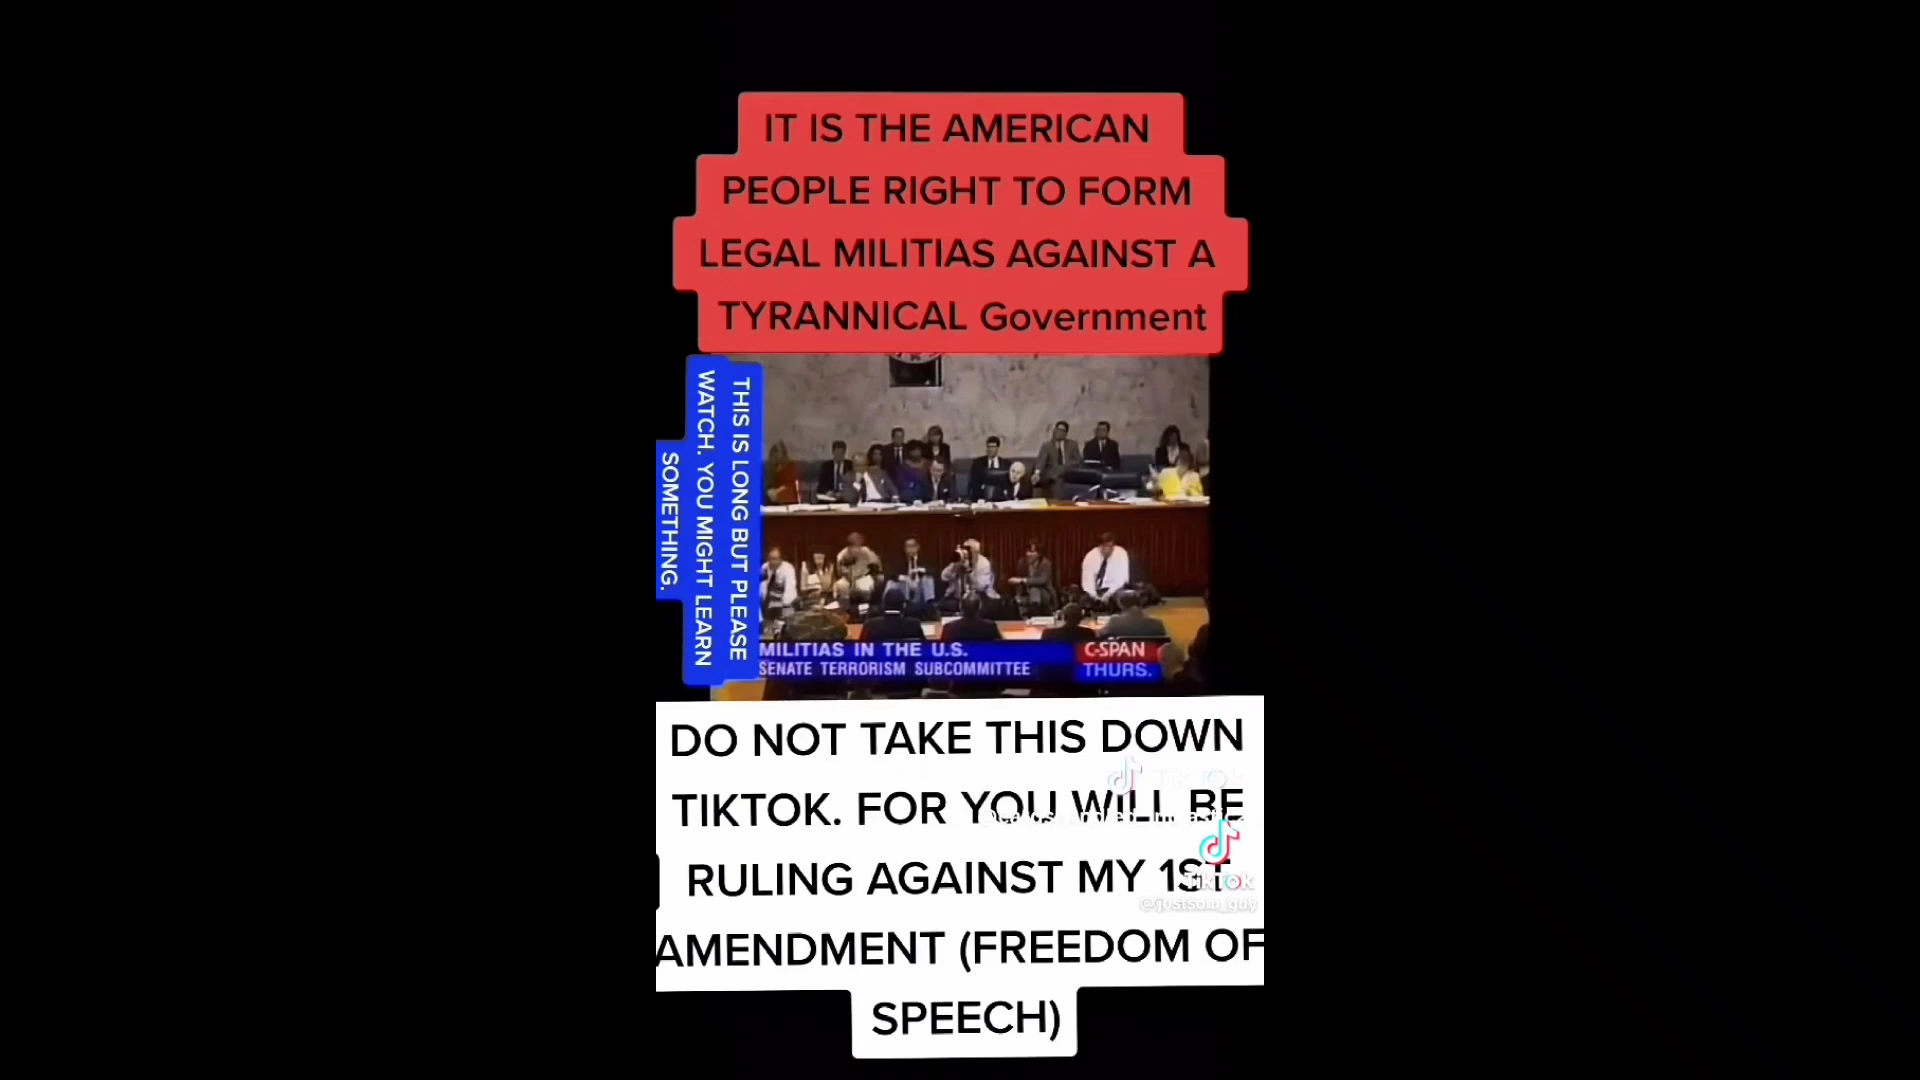 IT IS THE AMERICAN
PEOPLE RIGHT TO FORM
LEGAL MILITIAS AGAINST A
TYRANNICAL Government
THIS IS LONG BUT PLEASE
WATCH. YOU MIGHT LEARN
SOMETHING.
MILITIAS IN THE U.S.
SENATE TERRORISM SUBCOMMITTEE
C-SPAN
THURS.
DO NOT TAKE THIS DOWN
TIKTOK. FOR YOU WILL BE
RULING AGAINST MY 1ST
AMENDMENT (FREEDOM OF
SPEECH)
TikTok